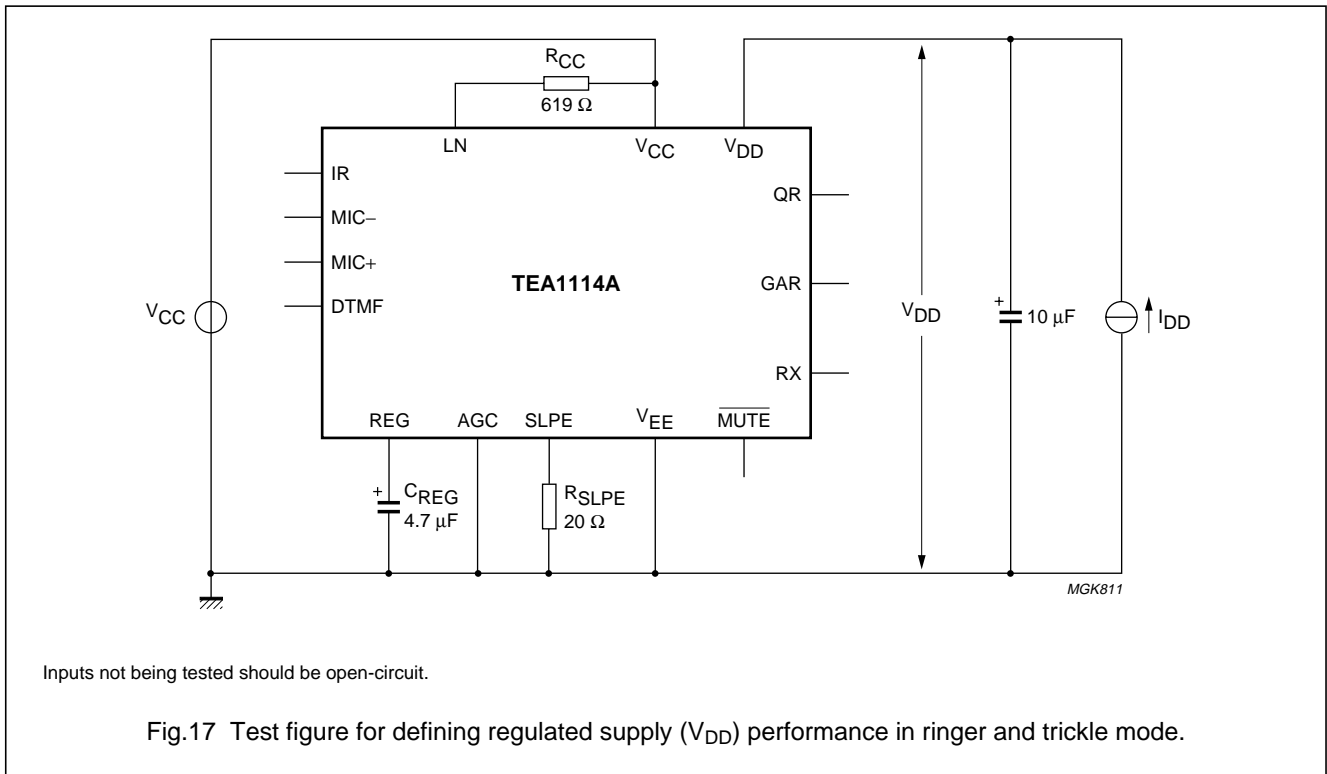 RCC
619 Ω
LN
VCC
VDD
IR
MIC−
MIC+
DTMF
TEA1114A
QR
GAR
RX
VCC
VDD
+
10 μF
IDD
REG
AGC
SLPE
VEE
MUTE
+
CREG
4.7 μF
RSLPE
20 Ω
MGK811
Inputs not being tested should be open-circuit.
Fig.17 Test figure for defining regulated supply (VDD) performance in ringer and trickle mode.